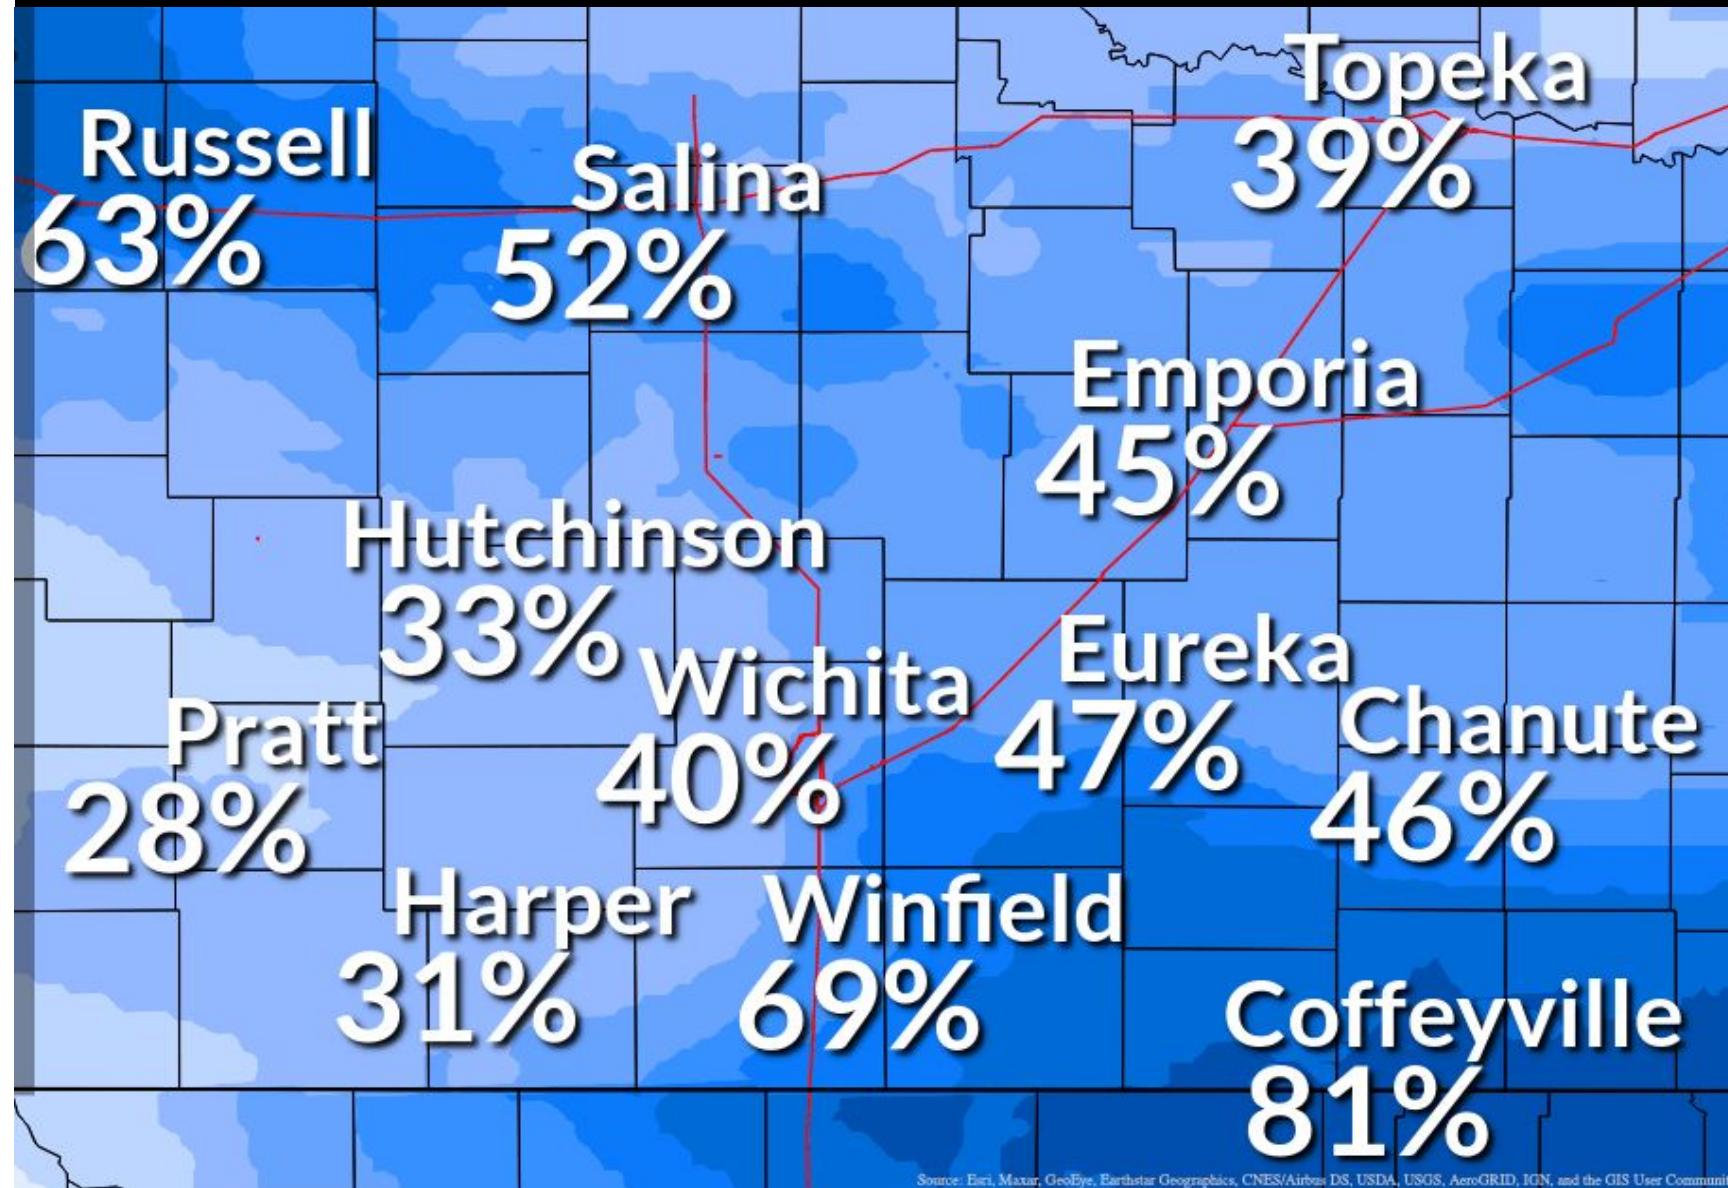 Topeka
39%
Russell
63%
Salina
52%
Emporia
45%
Hutchinson
33%
Eureka
47%
Wichita
40%
Chanute
46%
Pratt
28%
Harper
31%
Winfield
69%
Coffeyville
81%
Source: Esri, Maxar, GeoEye, Earthstar Geographics, CNES/Airbus DS, USDA, USGS, AeroGRID, IGN, and the GIS User Communi